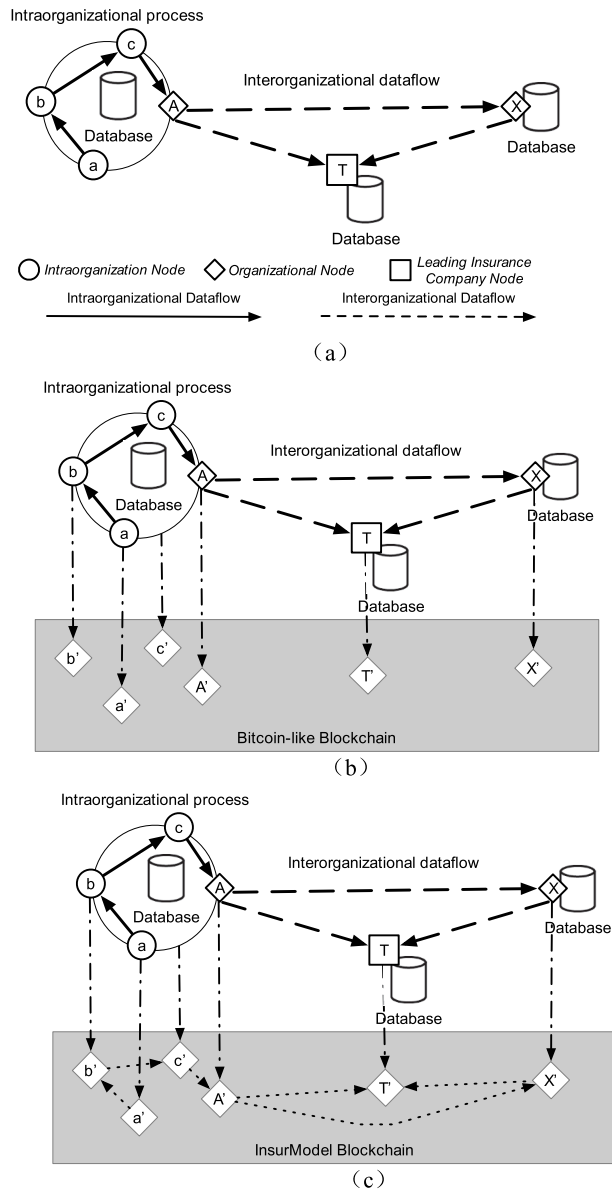 Intraorganizational process
c
b
Database
A
a
Interorganizational dataflow
X
Database
T
Database
Intraorganization Node
Organizational Node
Leading Insurance
Company Node
Intraorganizational Dataflow
Interorganizational Dataflow
(a)
Intraorganizational process
c
b
Database
A
a
Interorganizational dataflow
X
Database
T
Database
b’
c’
a’
A’
T’
X’
Bitcoin-like Blockchain
(b)
Intraorganizational process
c
b
Database
A
a
Interorganizational dataflow
X
Database
T
Database
b’
c’
a’
A’
T’
X’
InsurModel Blockchain
(c)